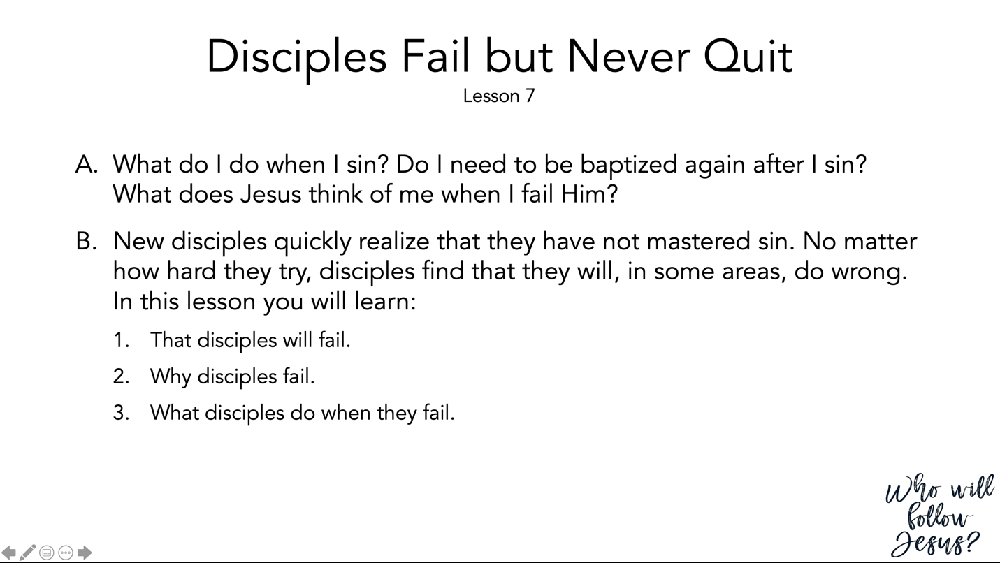 Disciples Fail but Never Quit
Lesson 7
A. What do I do when I sin? Do I need to be baptized again after I sin?
What does Jesus think of me when I fail Him?
B. New disciples quickly realize that they have not mastered sin. No matter
how hard they try, disciples find that they will, in some areas, do wrong.
In this lesson you will learn:
1. That disciples will fail.
2. Why disciples fail.
3. What disciples do when they fail.
Who will
follow
Jesus?